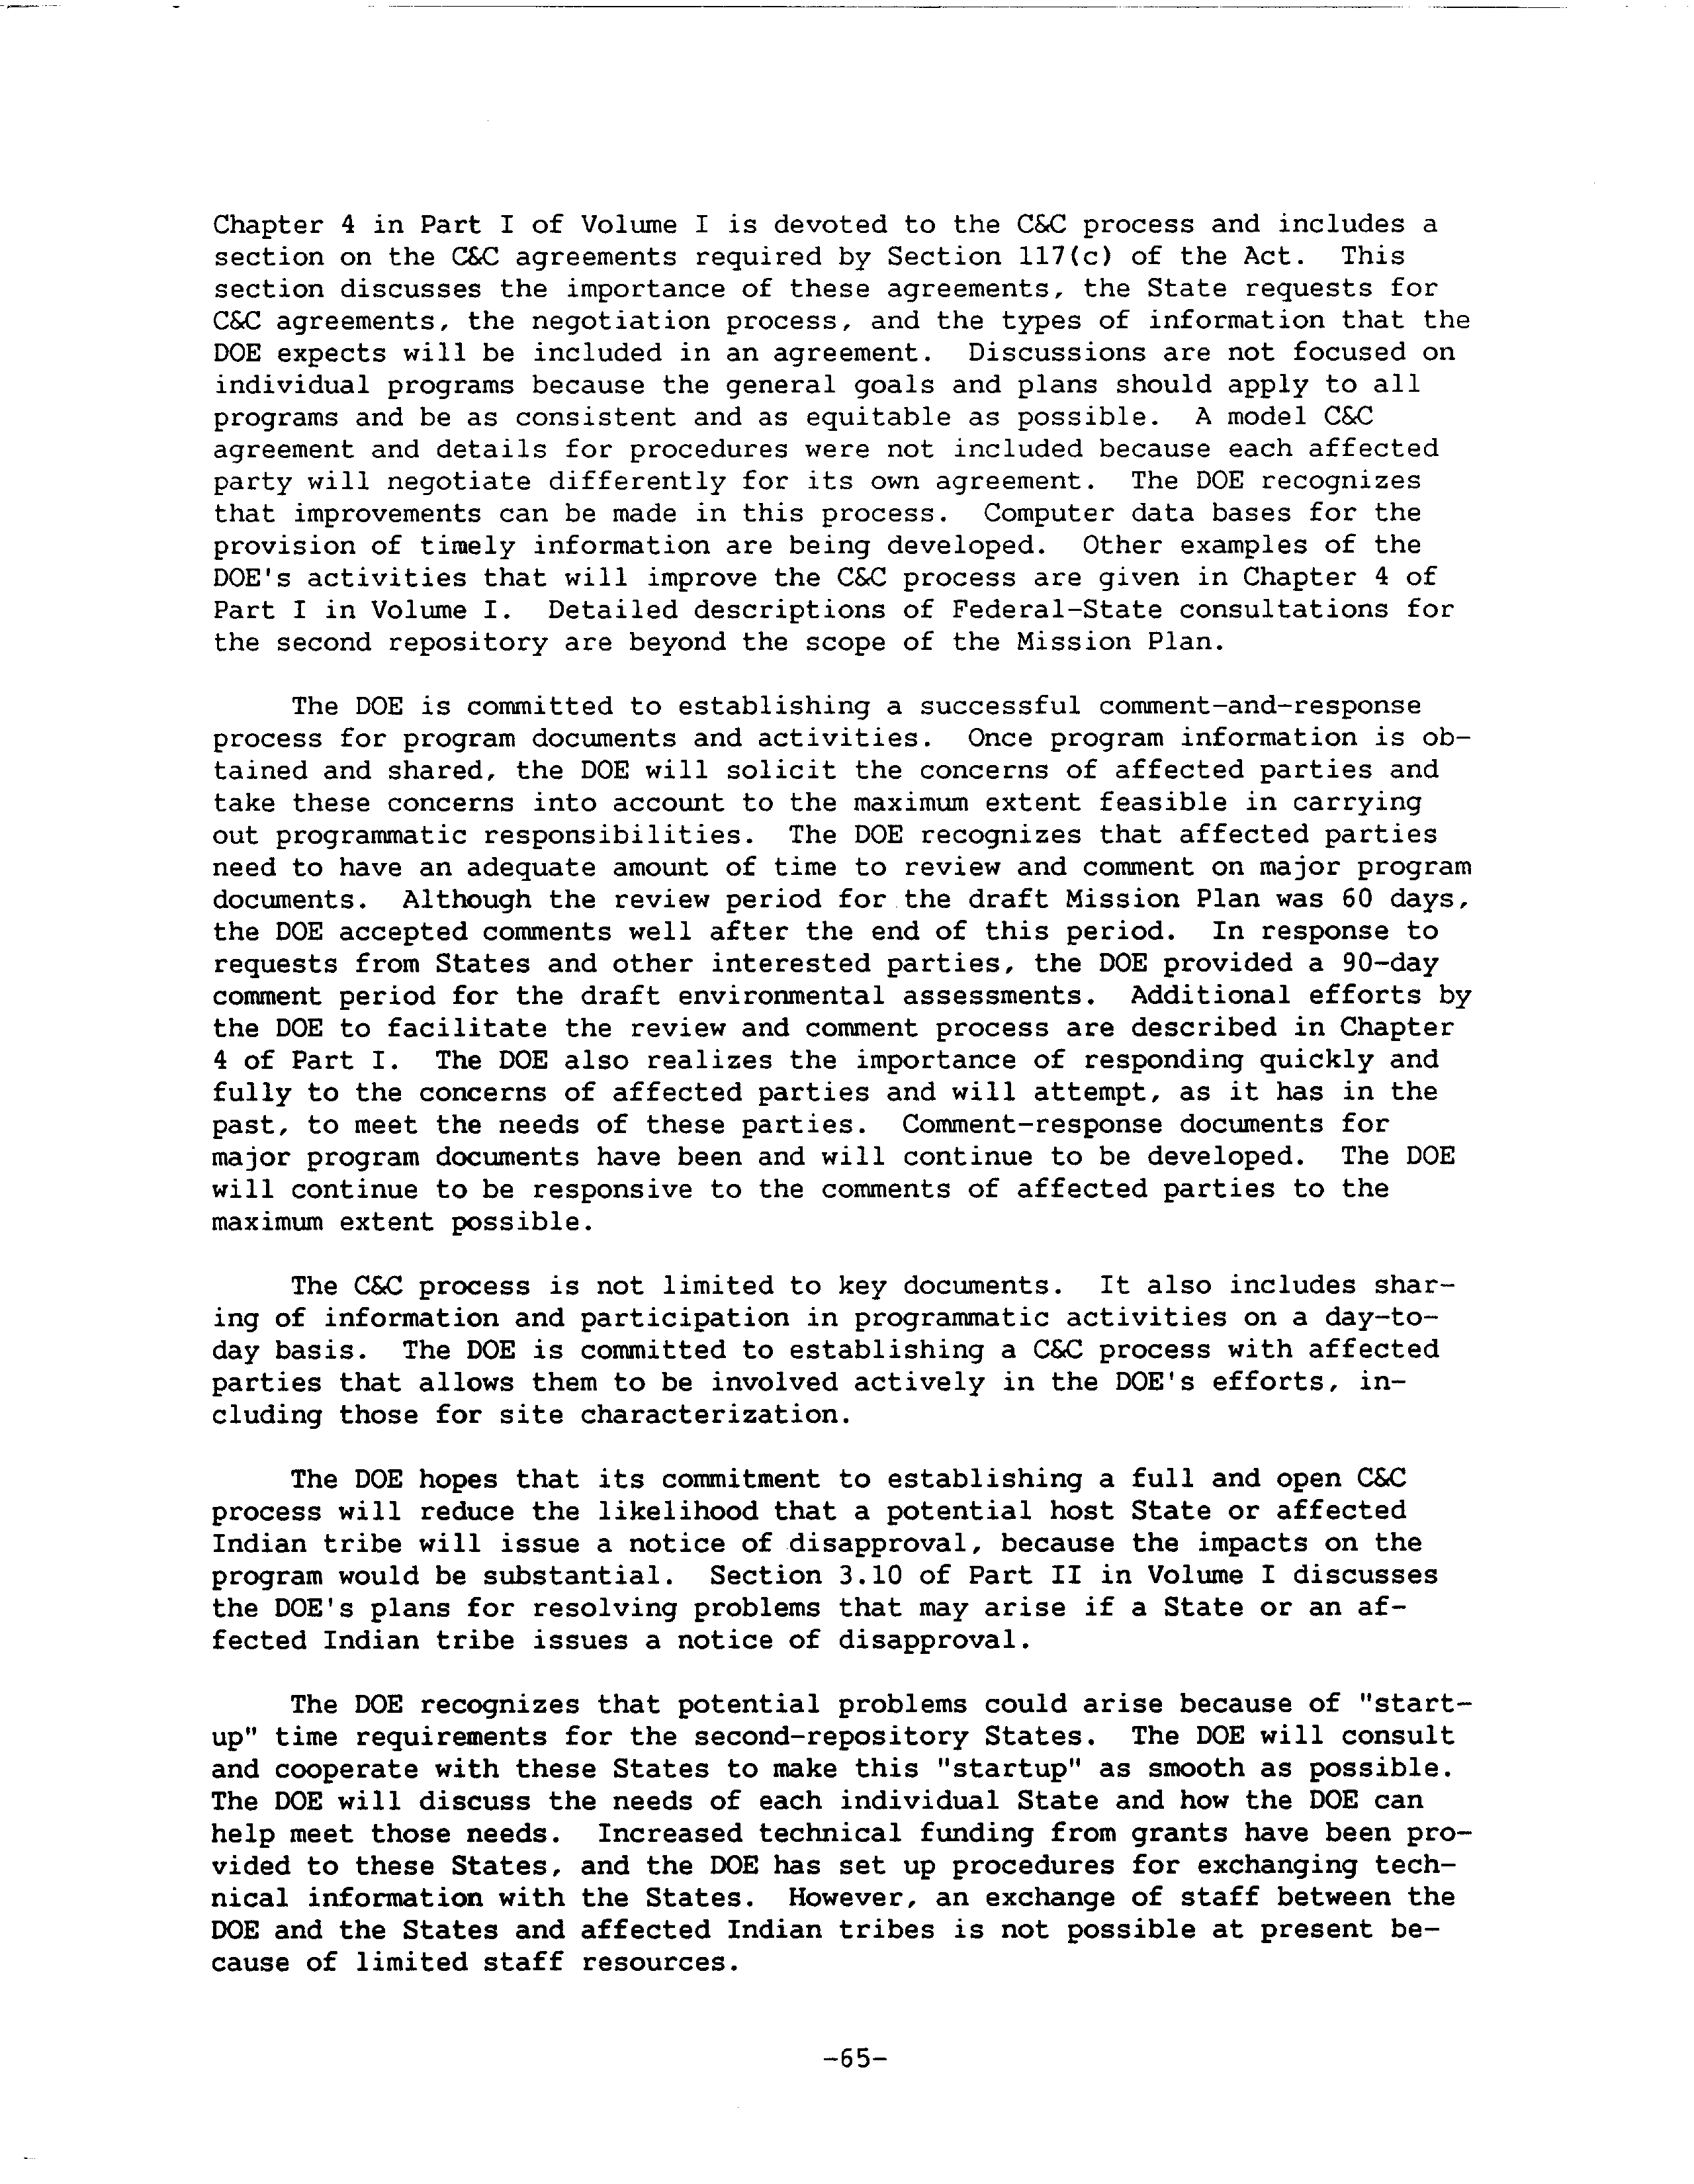 Chapter 4 in Part I of Volume I is devoted to the C&C process and includes a
section on the C&C agreements required by Section 117(c) of the Act.  This
section discusses the importance of these agreements, the State requests for
C&C agreements, the negotiation process, and the types of information that the
DOE expects will be included in an agreement.  Discussions are not focused on
individual programs because the general goals and plans should apply to all
programs and be as consistent and as equitable as possible.  A model C&C
agreement and details for procedures were not included because each affected
party will negotiate differently for its own agreement.  The DOE recognizes
that improvements can be made in this process.  Computer data bases for the
provision of timely information are being developed.  Other examples of the
DOE's activities that will improve the C&C process are given in Chapter 4 of
Part I in Volume I.  Detailed descriptions of Federal-State consultations for
the second repository are beyond the scope of the Mission Plan.

The DOE is committed to establishing a successful comment-and-response
process for program documents and activities.  Once program information is ob-
tained and shared, the DOE will solicit the concerns of affected parties and
take these concerns into account to the maximum extent feasible in carrying
out programmatic responsibilities.  The DOE recognizes that affected parties
need to have an adequate amount of time to review and comment on major program
documents.  Although the review period for the draft Mission Plan was 60 days,
the DOE accepted comments well after the end of this period.  In response to
requests from States and other interested parties, the DOE provided a 90-day
comment period for the draft environmental assessments.  Additional efforts by
the DOE to facilitate the review and comment process are described in Chapter
4 of Part I.  The DOE also realizes the importance of responding quickly and
fully to the concerns of affected parties and will attempt, as it has in the
past, to meet the needs of these parties.  Comment-response documents for
major program documents have been and will continue to be developed.  The DOE
will continue to be responsive to the comments of affected parties to the
maximum extent possible.

The C&C process is not limited to key documents.  It also includes shar-
ing of information and participation in programmatic activities on a day-to-
day basis.  The DOE is committed to establishing a C&C process with affected
parties that allows them to be involved actively in the DOE's efforts, in-
cluding those for site characterization.

The DOE hopes that its commitment to establishing a full and open C&C
process will reduce the likelihood that a potential host State or affected
Indian tribe will issue a notice of disapproval, because the impacts on the
program would be substantial.  Section 3.10 of Part II in Volume I discusses
the DOE's plans for resolving problems that may arise if a State or an af-
fected Indian tribe issues a notice of disapproval.

The DOE recognizes that potential problems could arise because of "start-
up" time requirements for the second-repository States.  The DOE will consult
and cooperate with these States to make this "startup" as smooth as possible.
The DOE will discuss the needs of each individual State and how the DOE can
help meet those needs.  Increased technical funding from grants have been pro-
vided to these States, and the DOE has set up procedures for exchanging tech-
nical information with the States.  However, an exchange of staff between the
DOE and the States and affected Indian tribes is not possible at present be-
cause of limited staff resources.

-65-